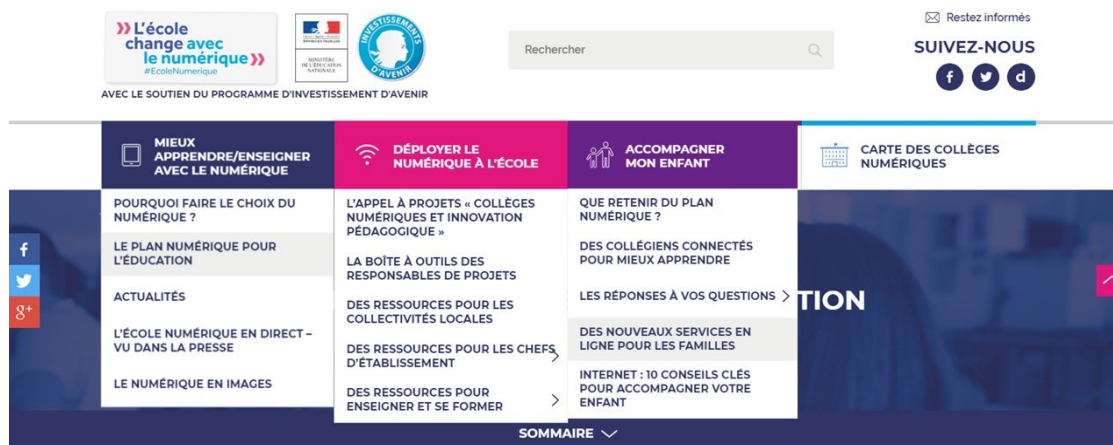 L'école
change avec
le numérique
#EcoleNumerique
MINISTÈRE
DE L'ÉDUCATION
NATIONALE
INVESTISSEMENTS
D'AVENIR
AVEC LE SOUTIEN DU PROGRAMME D'INVESTISSEMENT D'AVENIR
Rechercher
Restez informés
SUIVEZ-NOUS
f
d
MIEUX
APPRENDRE/ENSEIGNER
AVEC LE NUMÉRIQUE
POURQUOI FAIRE LE CHOIX DU
NUMÉRIQUE ?
LE PLAN NUMÉRIQUE POUR
L'ÉDUCATION
ACTUALITÉS
L'ÉCOLE NUMÉRIQUE EN DIRECT –
VU DANS LA PRESSE
LE NUMÉRIQUE EN IMAGES
DÉPLOYER LE
NUMÉRIQUE À L'ÉCOLE
L'APPEL À PROJETS « COLLÈGES
NUMÉRIQUES ET INNOVATION
PÉDAGOGIQUE »
LA BOÎTE À OUTILS DES
RESPONSABLES DE PROJETS
DES RESSOURCES POUR LES
COLLECTIVITÉS LOCALES
DES RESSOURCES POUR LES CHEFS
D'ÉTABLISSEMENT
DES RESSOURCES POUR
ENSEIGNER ET SE FORMER
ACCOMPAGNER
MON ENFANT
QUE RETENIR DU PLAN
NUMÉRIQUE ?
DES COLLÉGIENS CONNECTÉS
POUR MIEUX APPRENDRE
LES RÉPONSES À VOS QUESTIONS
DES NOUVEAUX SERVICES EN
LIGNE POUR LES FAMILLES
INTERNET : 10 CONSEILS CLÉS
POUR ACCOMPAGNER VOTRE
ENFANT
CARTE DES COLLÈGES
NUMÉRIQUES
TION
f
g+
SOMMAIRE